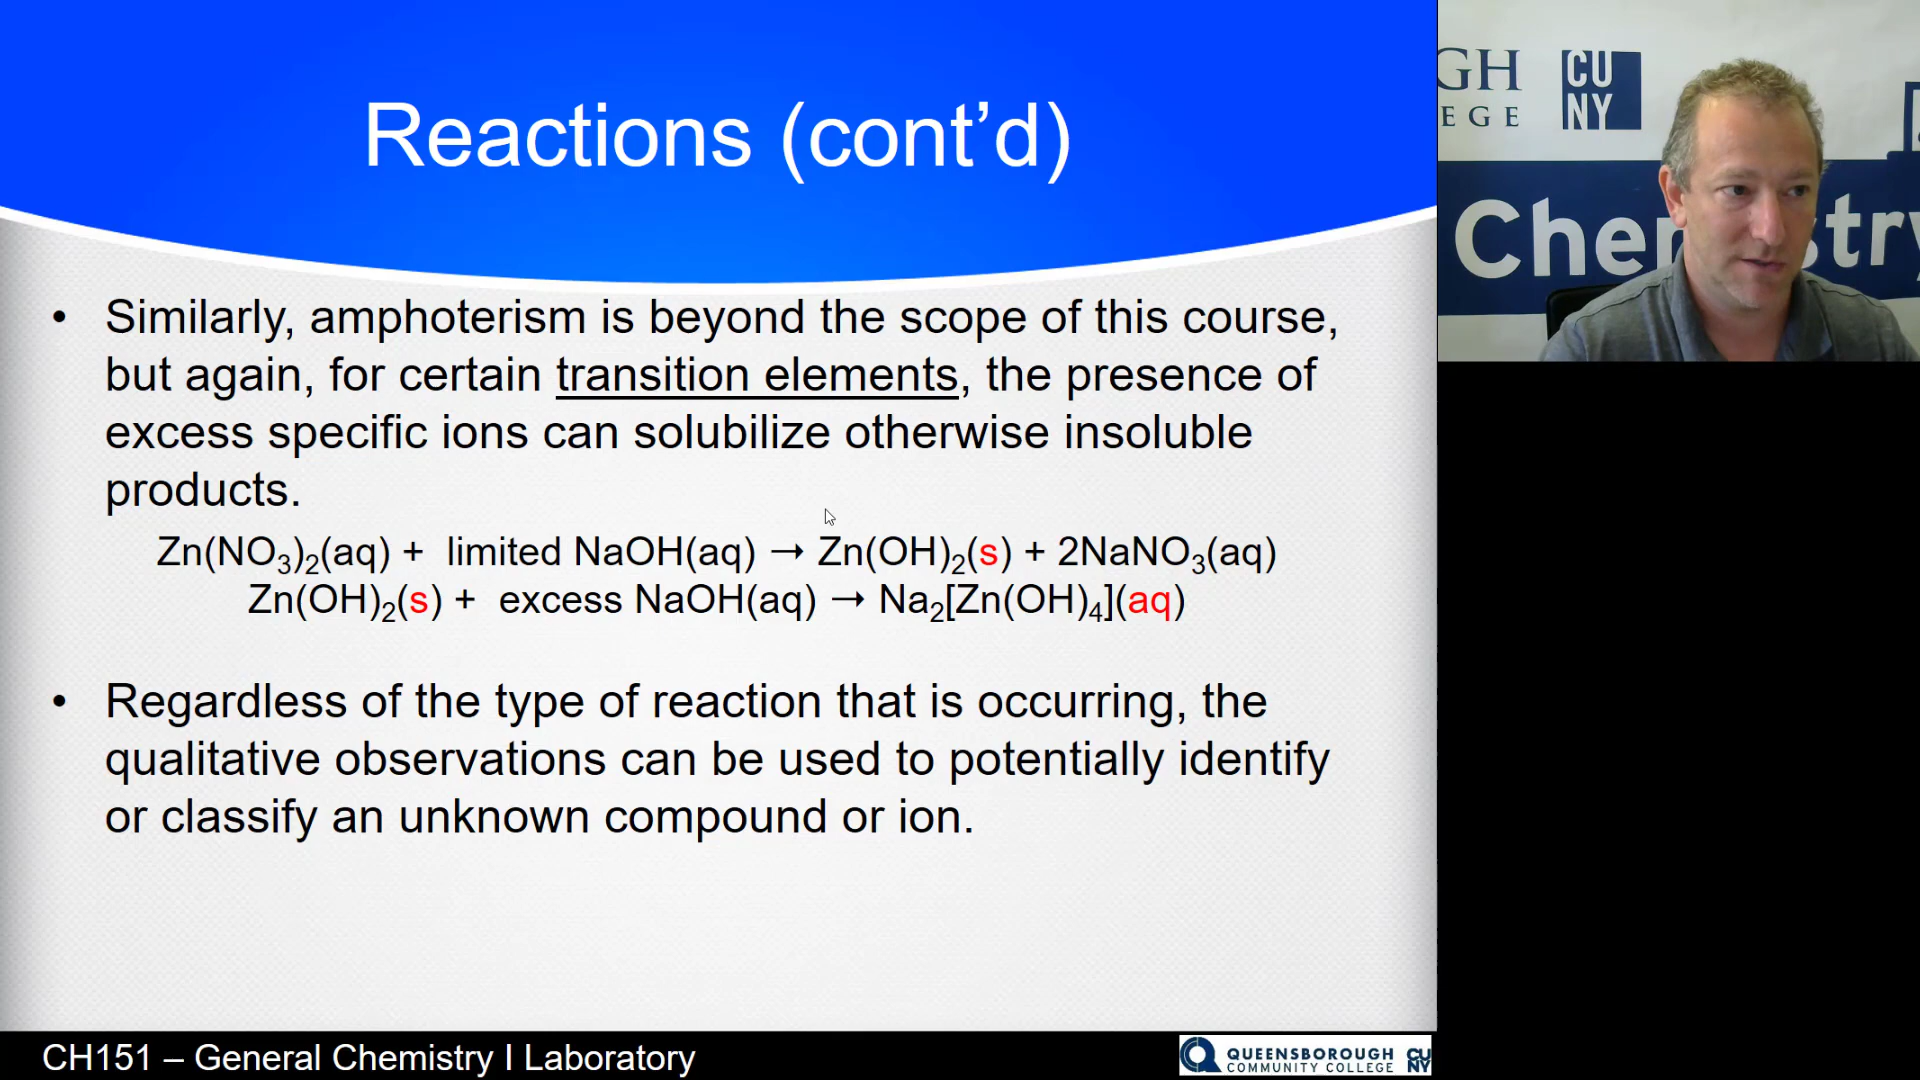 Reactions (cont’d)
• Similarly, amphoterism is beyond the scope of this course,
but again, for certain transition elements, the presence of
excess specific ions can solubilize otherwise insoluble
products.
Zn(NO₃)₂(aq) + limited NaOH(aq) → Zn(OH)₂(s) + 2NaNO₃(aq)
Zn(OH)₂(s) + excess NaOH(aq) → Na₂[Zn(OH)₄](aq)
• Regardless of the type of reaction that is occurring, the
qualitative observations can be used to potentially identify
or classify an unknown compound or ion.
CH151 – General Chemistry I Laboratory
QUEENSBOROUGH
COMMUNITY COLLEGE
CU
NY
GH
EGE
CU
NY
Chem stry